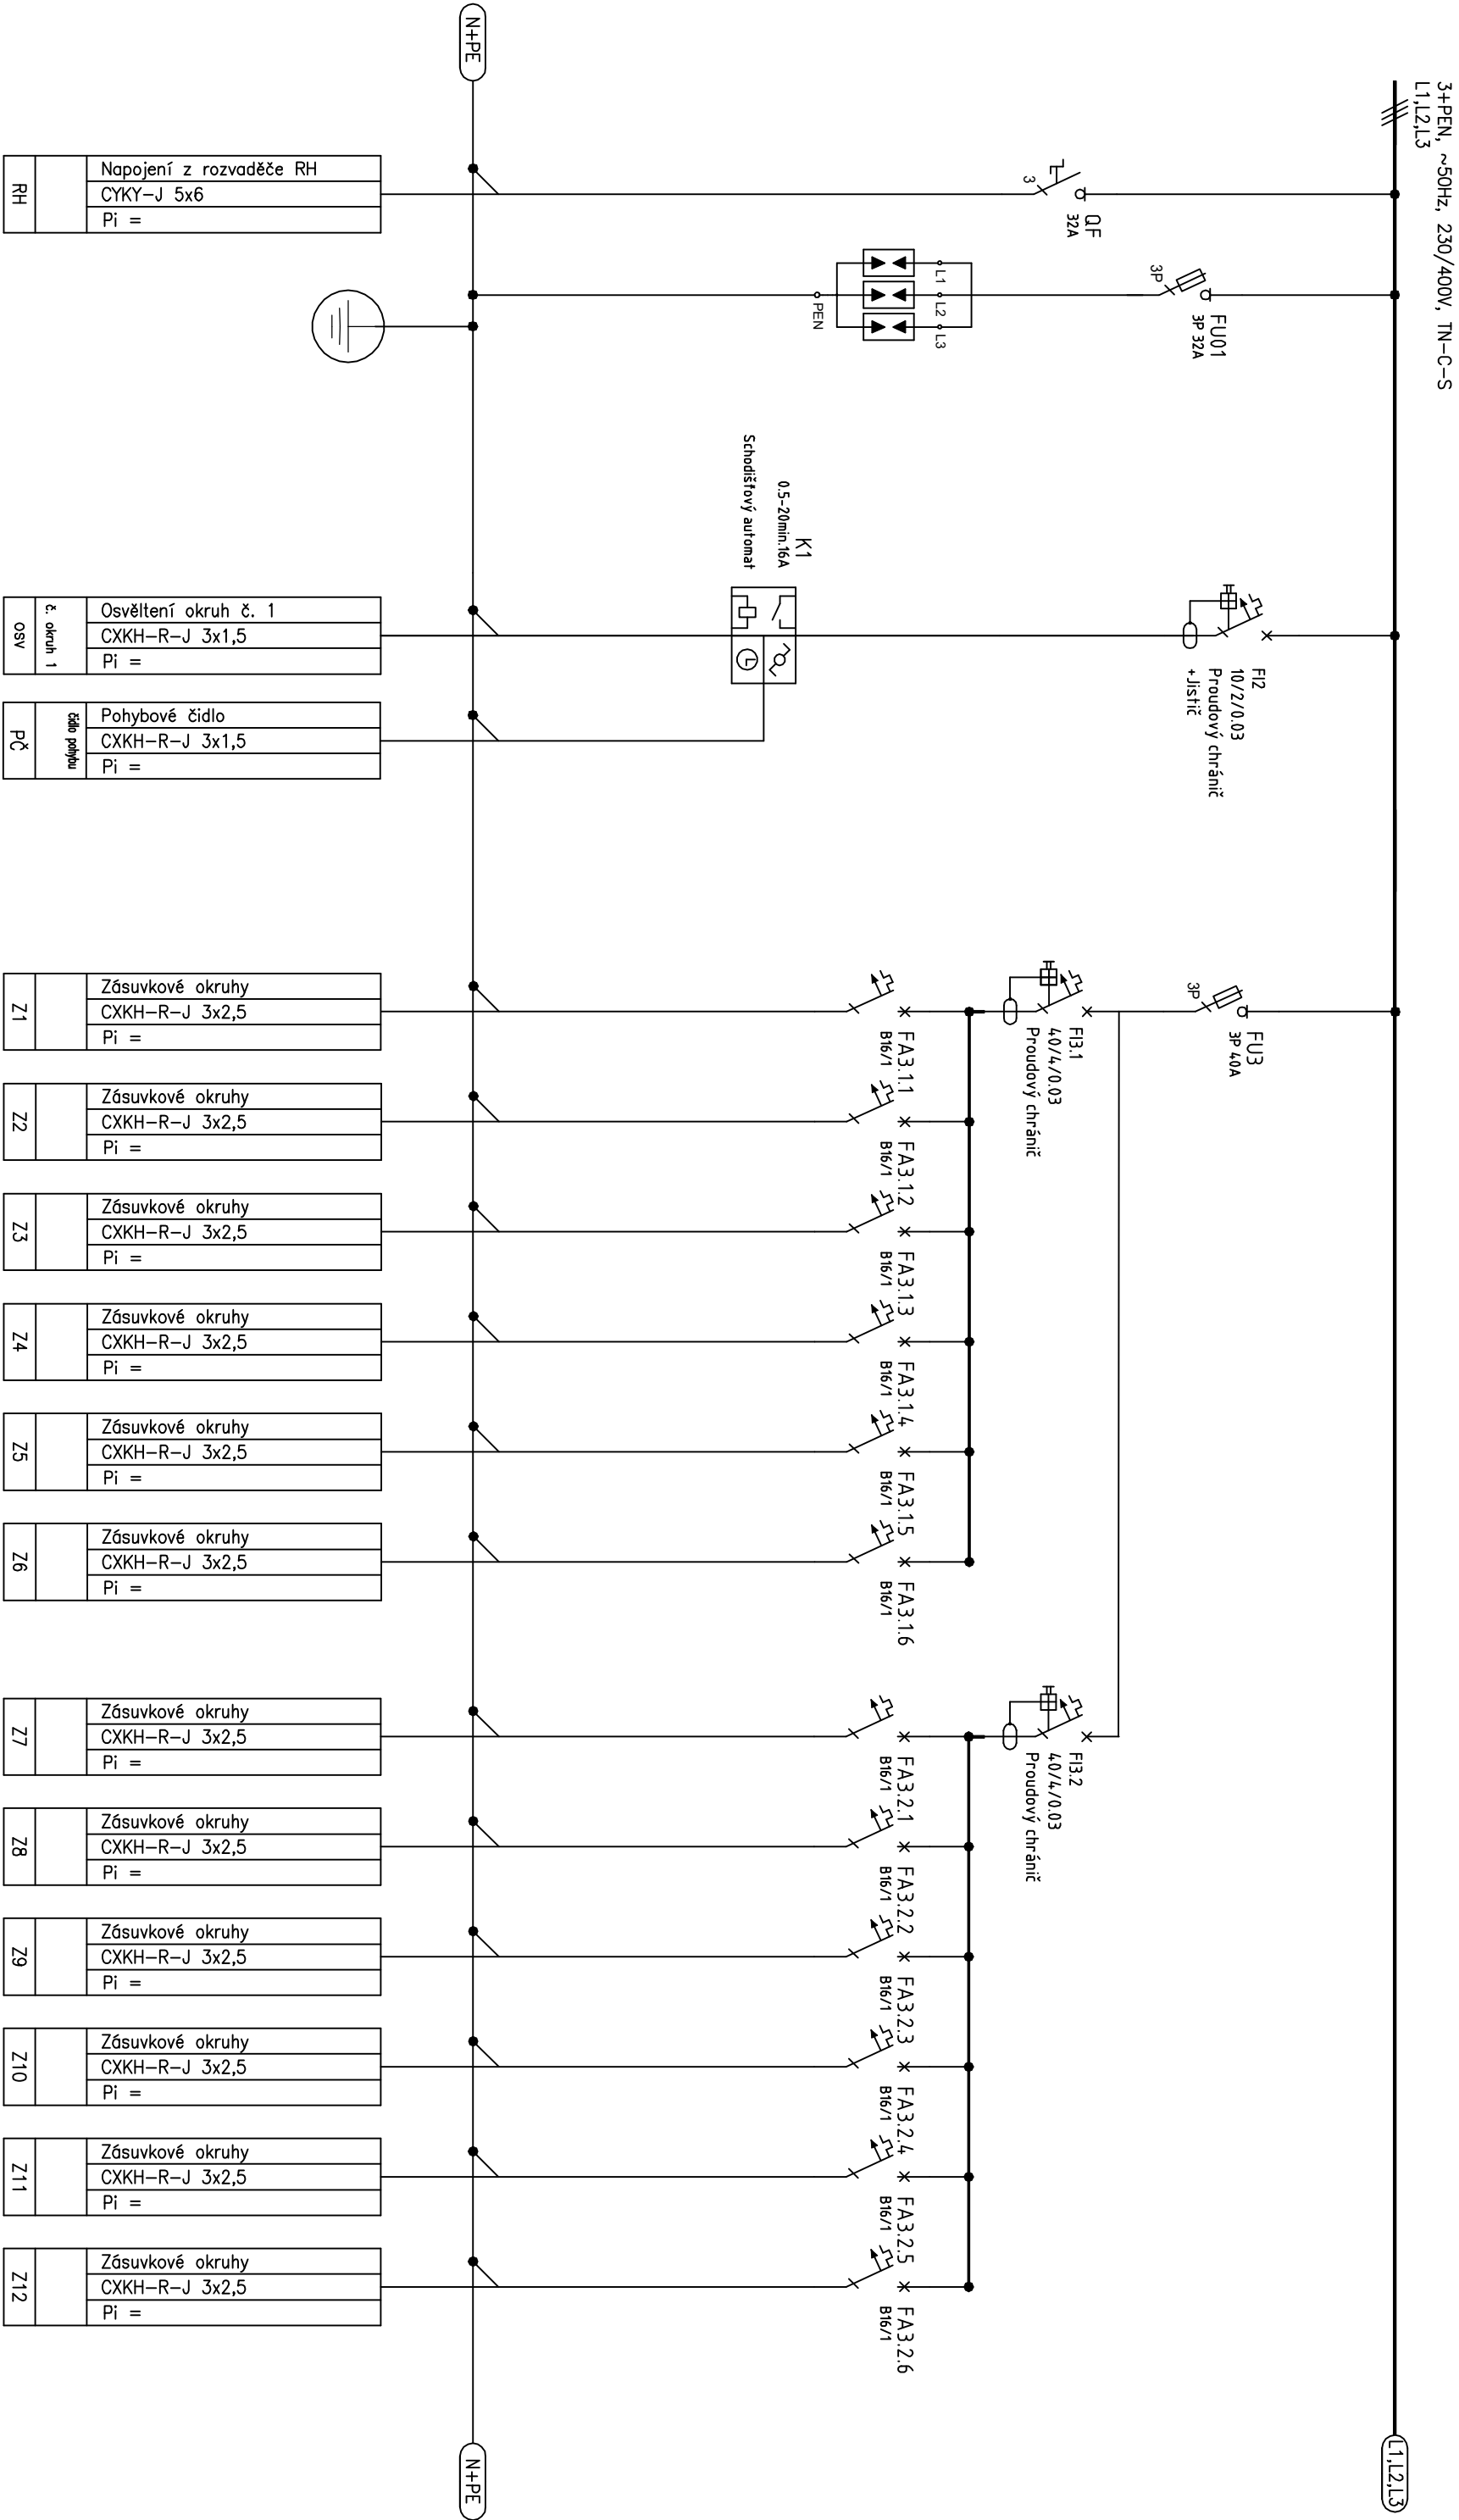 3+PEN, ~50Hz, 230/400V, TN-C-S
L1,L2,L3
L1,L2,L3
QF
32A
3
FU01
3P 32A
3P
L1
L2
L3
PEN
FI2
10/2/0.03
Proudový chránič
+Jistič
K1
0.5-20min.16A
Schodišťový automat
FU3
3P 40A
3P
FI3.1
40/4/0.03
Proudový chránič
FI3.2
40/4/0.03
Proudový chránič
FA3.1.1
B16/1
FA3.1.2
B16/1
FA3.1.3
B16/1
FA3.1.4
B16/1
FA3.1.5
B16/1
FA3.1.6
B16/1
FA3.2.1
B16/1
FA3.2.2
B16/1
FA3.2.3
B16/1
FA3.2.4
B16/1
FA3.2.5
B16/1
FA3.2.6
B16/1
N+PE
N+PE
Napojení z rozvaděče RH
CYKY-J 5x6
Pi =
RH
Osvěltení okruh č. 1
CXKH-R-J 3x1,5
Pi =
č. okruh 1
osv
Pohybové čidlo
CXKH-R-J 3x1,5
Pi =
čidlo pohybu
PČ
Zásuvkové okruhy
CXKH-R-J 3x2,5
Pi =
Z1
Zásuvkové okruhy
CXKH-R-J 3x2,5
Pi =
Z2
Zásuvkové okruhy
CXKH-R-J 3x2,5
Pi =
Z3
Zásuvkové okruhy
CXKH-R-J 3x2,5
Pi =
Z4
Zásuvkové okruhy
CXKH-R-J 3x2,5
Pi =
Z5
Zásuvkové okruhy
CXKH-R-J 3x2,5
Pi =
Z6
Zásuvkové okruhy
CXKH-R-J 3x2,5
Pi =
Z7
Zásuvkové okruhy
CXKH-R-J 3x2,5
Pi =
Z8
Zásuvkové okruhy
CXKH-R-J 3x2,5
Pi =
Z9
Zásuvkové okruhy
CXKH-R-J 3x2,5
Pi =
Z10
Zásuvkové okruhy
CXKH-R-J 3x2,5
Pi =
Z11
Zásuvkové okruhy
CXKH-R-J 3x2,5
Pi =
Z12